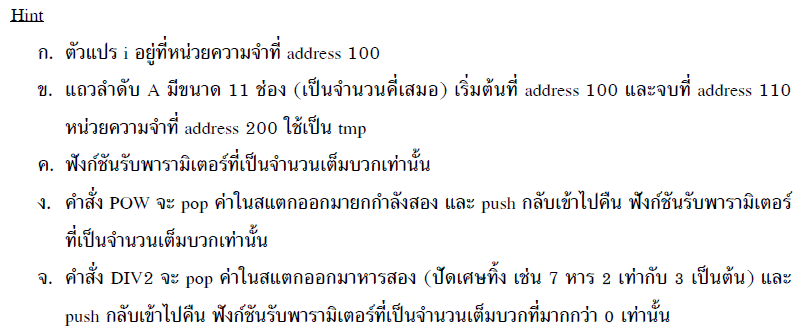 Hint
ก. ตัวแปร i อยู่ที่หน่วยความจำที่ address 100
ข. แถวลำดับ A มีขนาด 11 ช่อง (เป็นจำนวนคี่เสมอ) เริ่มต้นที่ address 100 และจบที่ address 110
หน่วยความจำที่ address 200 ใช้เป็น tmp
ค. ฟังก์ชันรับพารามิเตอร์ที่เป็นจำนวนเต็มบวกเท่านั้น
ง. คำสั่ง POW จะ pop ค่าในสแตกออกมายกกำลังสอง และ push กลับเข้าไปคืน ฟังก์ชันรับพารามิเตอร์
ที่เป็นจำนวนเต็มบวกเท่านั้น
จ. คำสั่ง DIV2 จะ pop ค่าในสแตกออกมาหารสอง (ปัดเศษทิ้ง เช่น 7 หาร 2 เท่ากับ 3 เป็นต้น) และ
push กลับเข้าไปคืน ฟังก์ชันรับพารามิเตอร์ที่เป็นจำนวนเต็มบวกที่มากกว่า 0 เท่านั้น